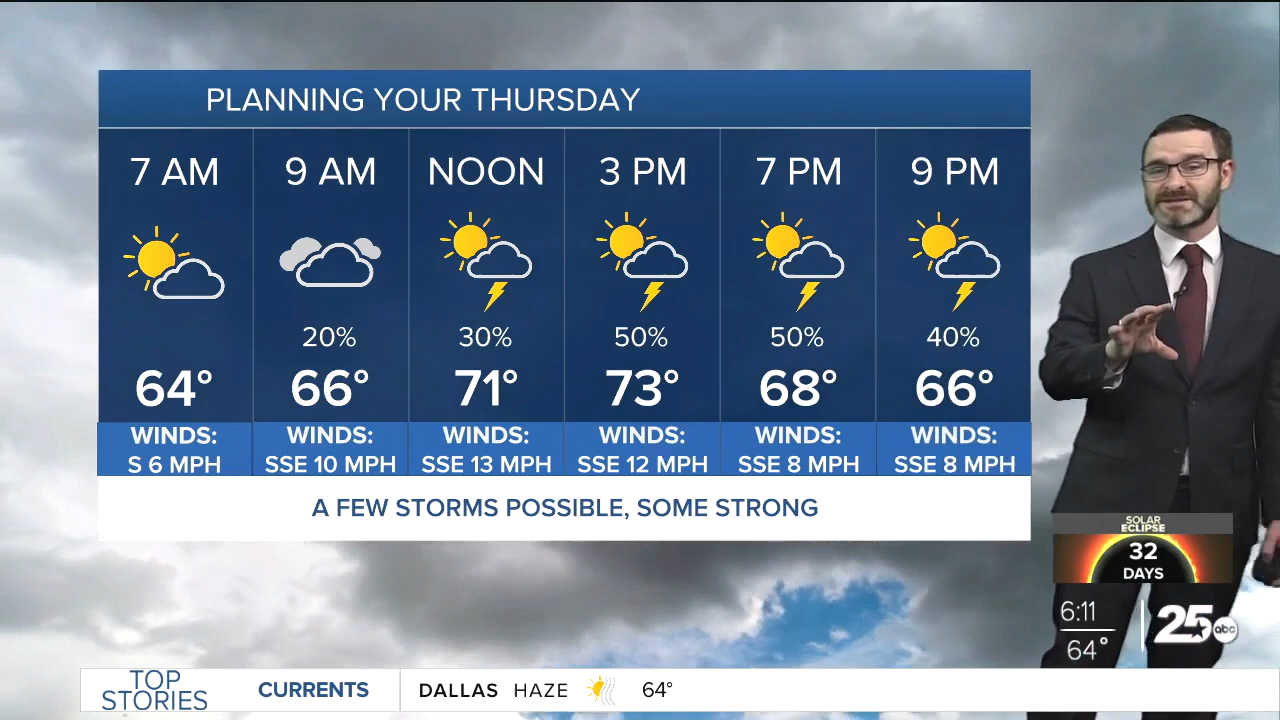 PLANNING YOUR THURSDAY
7 AM
9 AM
NOON
3 PM
7 PM
9 PM
20%
30%
50%
50%
40%
64°
66°
71°
73°
68°
66°
WINDS:
S 6 MPH
WINDS:
SSE 10 MPH
WINDS:
SSE 13 MPH
WINDS:
SSE 12 MPH
WINDS:
SSE 8 MPH
WINDS:
SSE 8 MPH
A FEW STORMS POSSIBLE, SOME STRONG
SOLAR
ECLIPSE
32
DAYS
6:11
64°
25 abc
TOP
STORIES
CURRENTS
DALLAS HAZE 64°